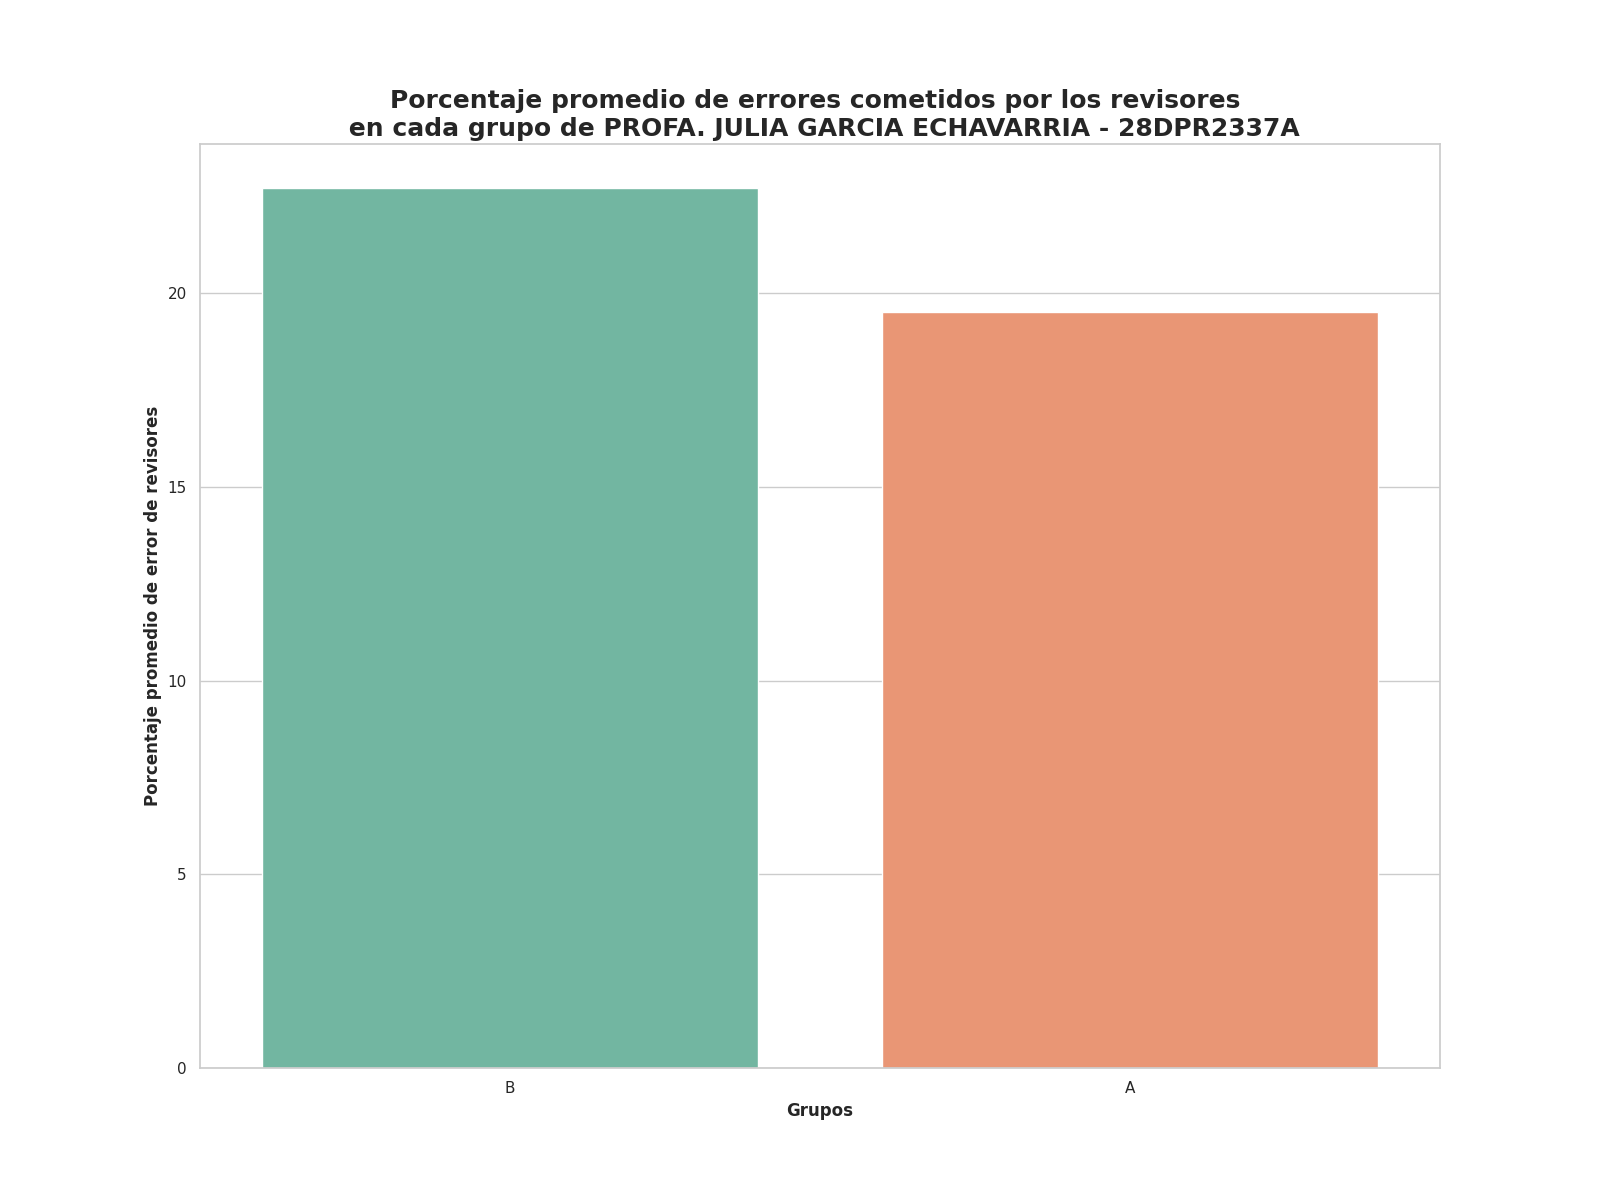 Porcentaje promedio de errores cometidos por los revisores
en cada grupo de PROFA. JULIA GARCIA ECHAVARRIA - 28DPR2337A
Porcentaje promedio de error de revisores
20
15
10
5
0
B
A
Grupos